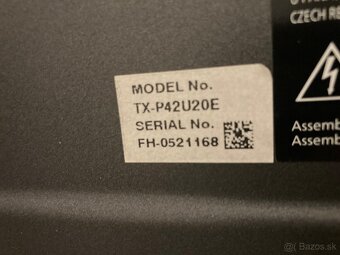 CZECH RE
MODEL No.
TX-P42U20E
SERIAL No.
FH-0521168
Assemb
Assemb
Bazos.sk